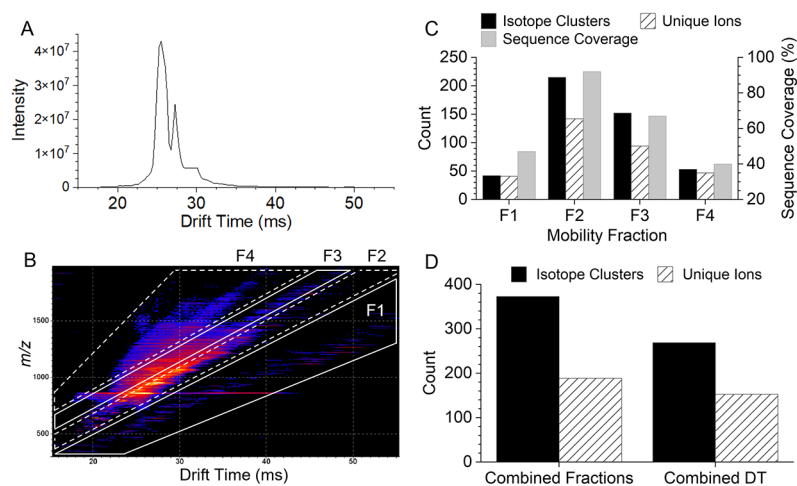 A
4×10⁷
3×10⁷
2×10⁷
1×10⁷
0
Intensity
20 30 40 50
Drift Time (ms)
B
F4 F3 F2
F1
1500
1000
500
m/z
20 30 40 50
Drift Time (ms)
C
Isotope Clusters Unique Ions
Sequence Coverage
250
200
150
100
50
0
Count
100
80
60
40
20
Sequence Coverage (%)
F1 F2 F3 F4
Mobility Fraction
D
Isotope Clusters Unique Ions
400
300
200
100
0
Count
Combined Fractions Combined DT